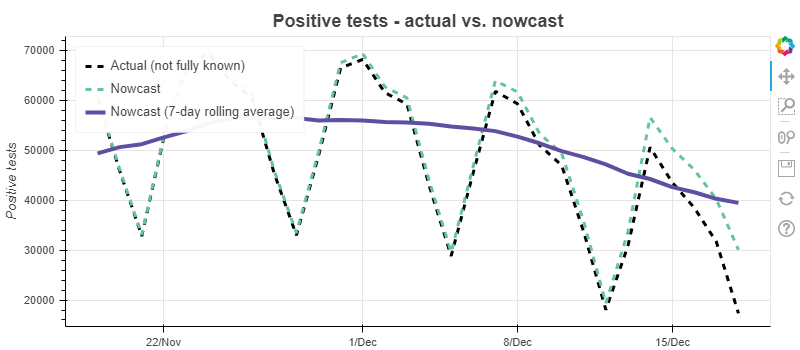 Positive tests - actual vs. nowcast
70000
60000
50000
40000
30000
20000
Positive tests
Actual (not fully known)
Nowcast
Nowcast (7-day rolling average)
22/Nov
1/Dec
8/Dec
15/Dec